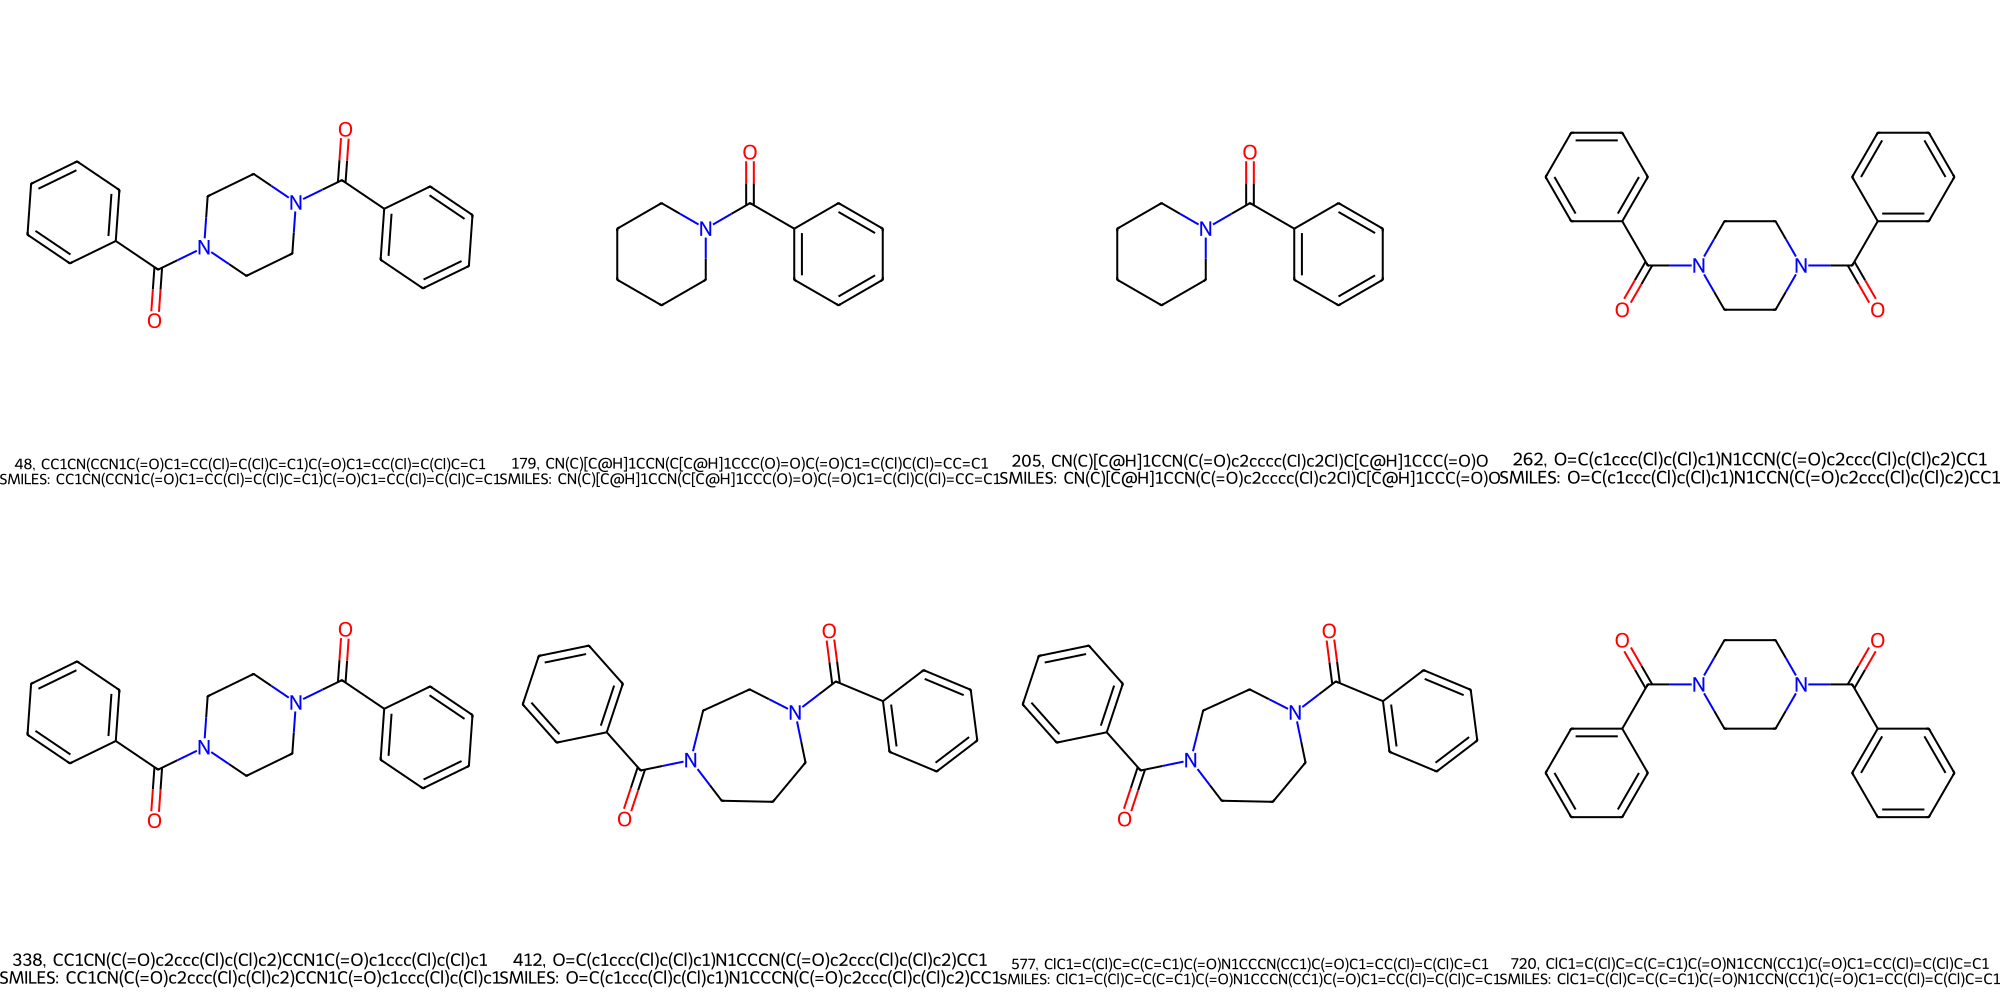 O
O
O
O
N
N
N
N
N
N
O
O
O
48, CC1CN(CCN1C(=O)C1=CC(Cl)=C(Cl)C=C1)C(=O)C1=CC(Cl)=C(Cl)C=C1
SMILES: CC1CN(CCN1C(=O)C1=CC(Cl)=C(Cl)C=C1)C(=O)C1=CC(Cl)=C(Cl)C=C1
179, CN(C)[C@H]1CCN(C[C@H]1CCC(O)=O)C(=O)C1=C(Cl)C(Cl)=CC=C1
SMILES: CN(C)[C@H]1CCN(C[C@H]1CCC(O)=O)C(=O)C1=C(Cl)C(Cl)=CC=C1
205, CN(C)[C@H]1CCN(C(=O)c2cccc(Cl)c2Cl)C[C@H]1CCC(=O)O
SMILES: CN(C)[C@H]1CCN(C(=O)c2cccc(Cl)c2Cl)C[C@H]1CCC(=O)O
262, O=C(c1ccc(Cl)c(Cl)c1)N1CCN(C(=O)c2ccc(Cl)c(Cl)c2)CC1
SMILES: O=C(c1ccc(Cl)c(Cl)c1)N1CCN(C(=O)c2ccc(Cl)c(Cl)c2)CC1
O
O
O
O
O
N
N
N
N
N
N
N
N
O
O
O
338, CC1CN(C(=O)c2ccc(Cl)c(Cl)c2)CCN1C(=O)c1ccc(Cl)c(Cl)c1
SMILES: CC1CN(C(=O)c2ccc(Cl)c(Cl)c2)CCN1C(=O)c1ccc(Cl)c(Cl)c1
412, O=C(c1ccc(Cl)c(Cl)c1)N1CCCN(C(=O)c2ccc(Cl)c(Cl)c2)CC1
SMILES: O=C(c1ccc(Cl)c(Cl)c1)N1CCCN(C(=O)c2ccc(Cl)c(Cl)c2)CC1
577, ClC1=C(Cl)C=C(C=C1)C(=O)N1CCCN(CC1)C(=O)C1=CC(Cl)=C(Cl)C=C1
SMILES: ClC1=C(Cl)C=C(C=C1)C(=O)N1CCCN(CC1)C(=O)C1=CC(Cl)=C(Cl)C=C1
720, ClC1=C(Cl)C=C(C=C1)C(=O)N1CCN(CC1)C(=O)C1=CC(Cl)=C(Cl)C=C1
SMILES: ClC1=C(Cl)C=C(C=C1)C(=O)N1CCN(CC1)C(=O)C1=CC(Cl)=C(Cl)C=C1